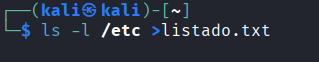 ┌──(kali㉿kali)-[~]
└─$ ls -l /etc >listado.txt